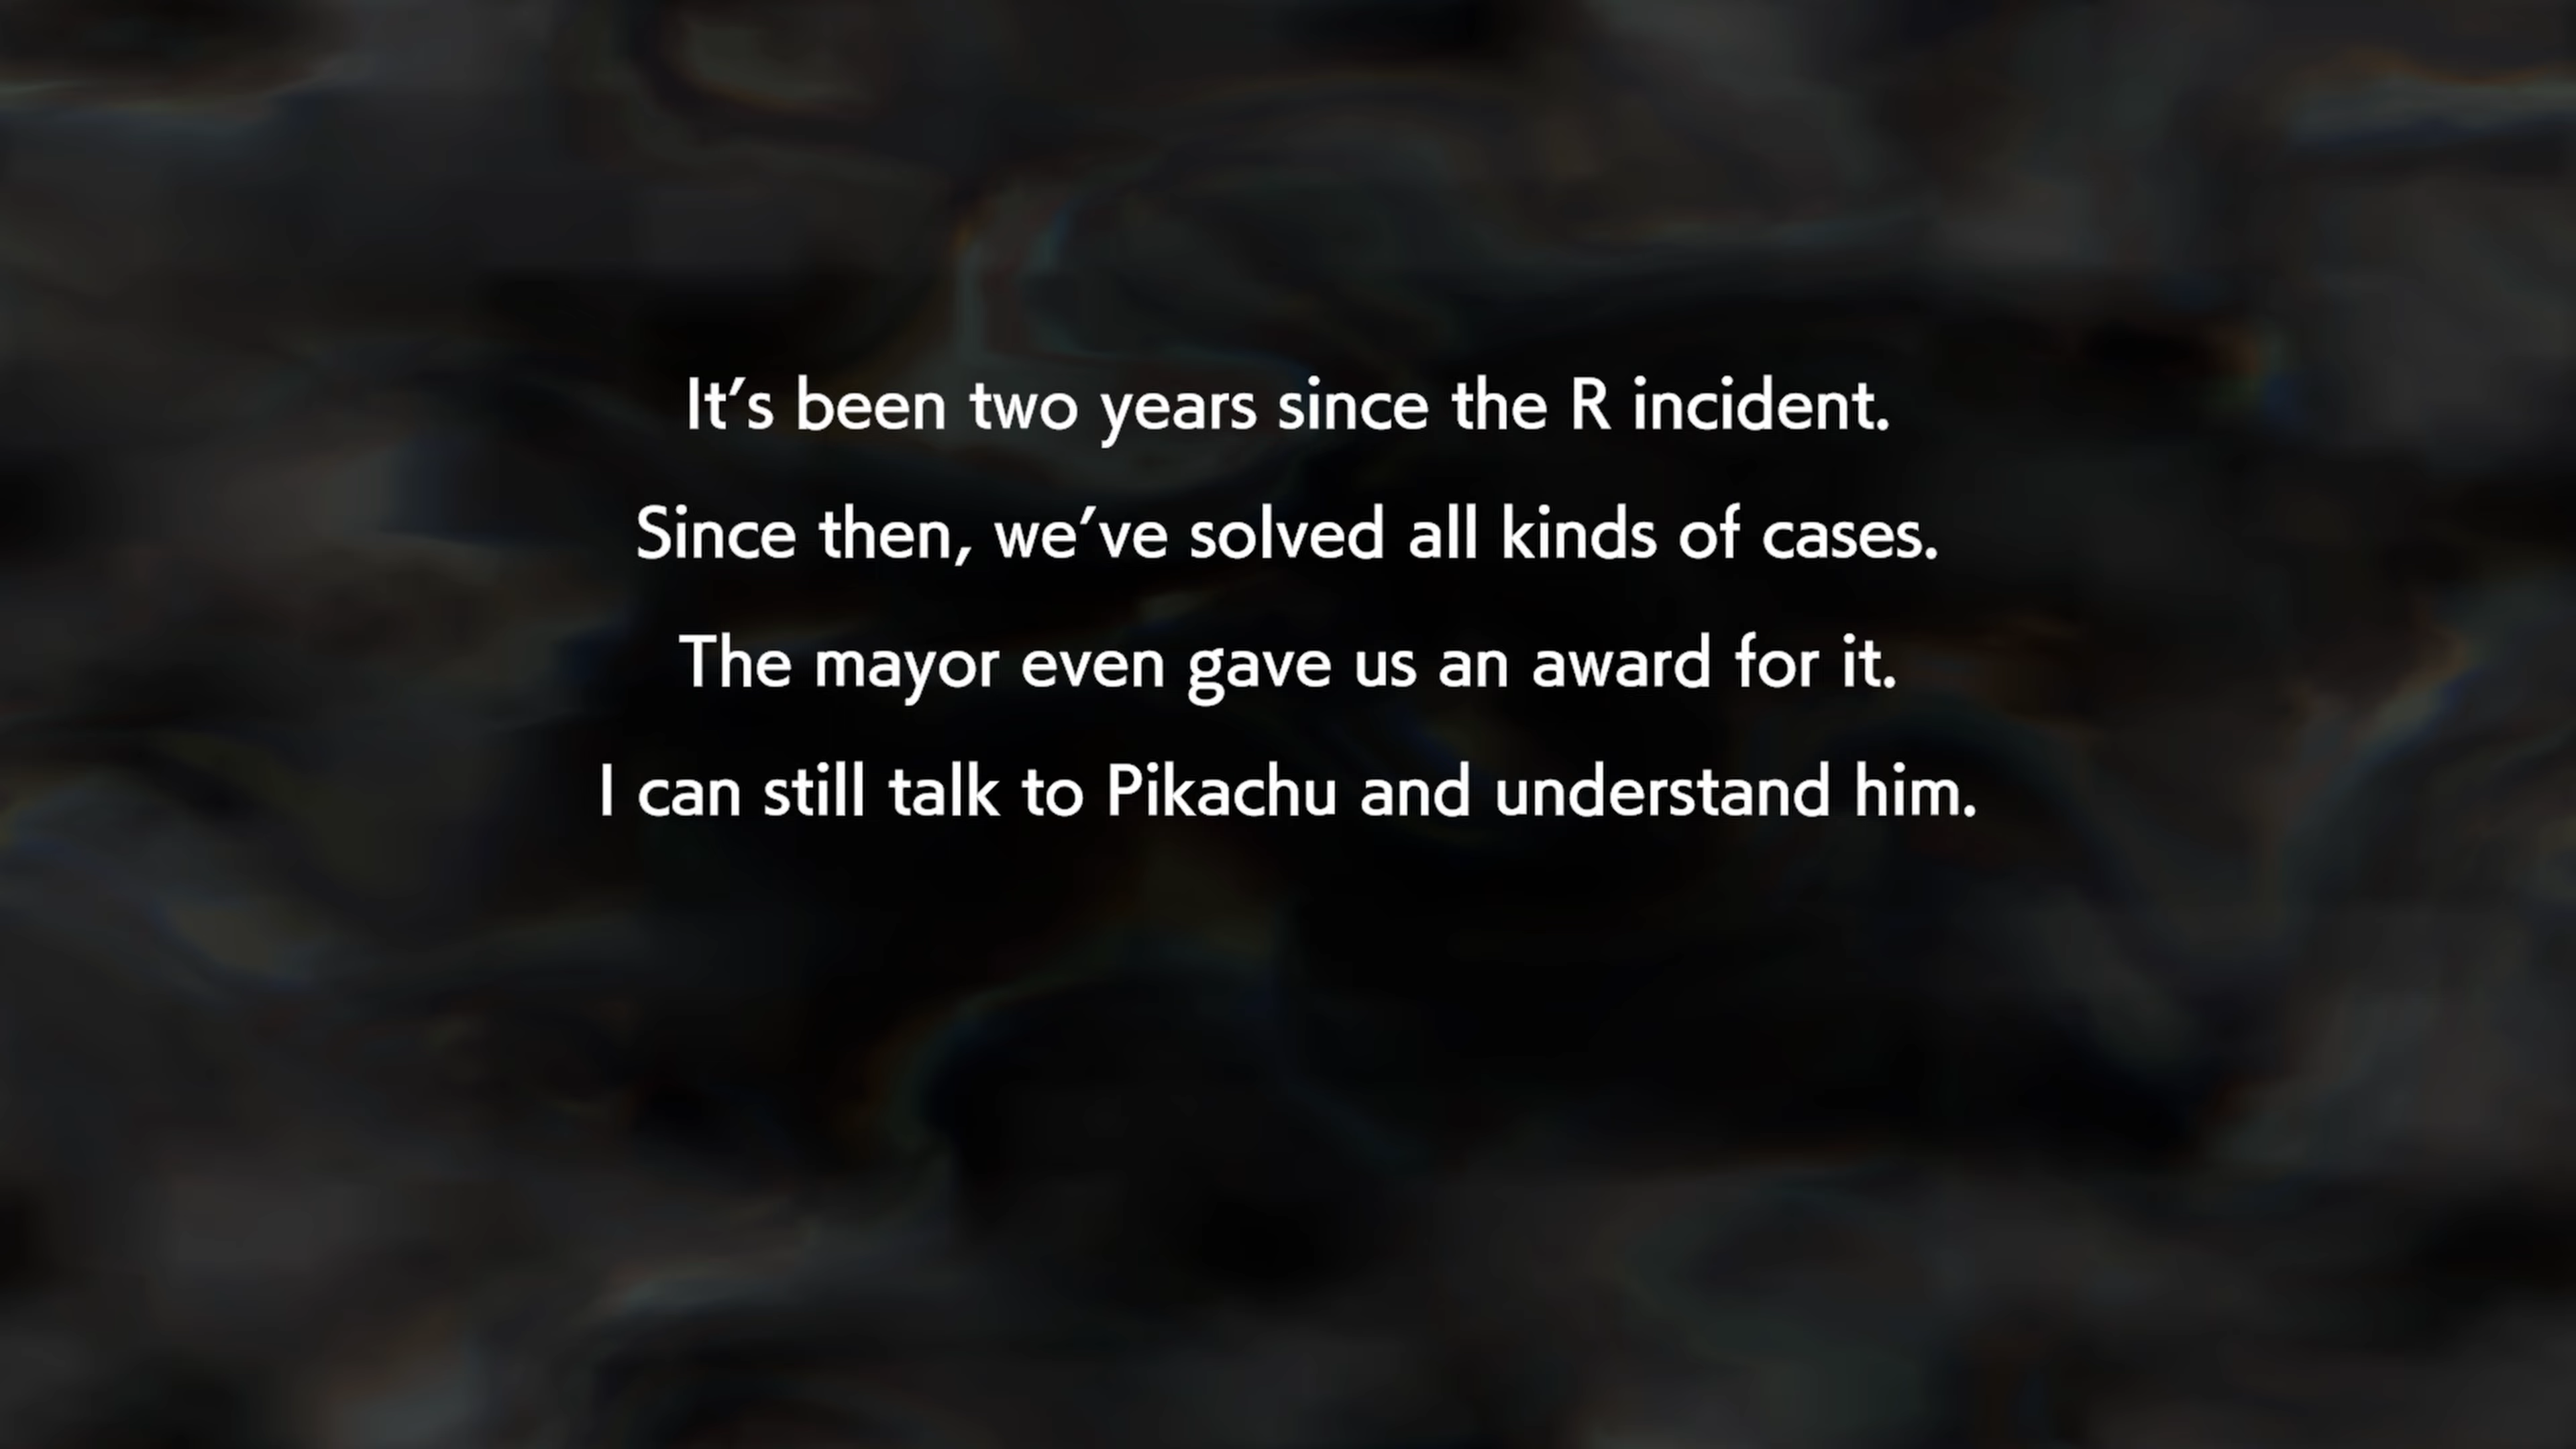 It’s been two years since the R incident.
Since then, we’ve solved all kinds of cases.
The mayor even gave us an award for it.
I can still talk to Pikachu and understand him.